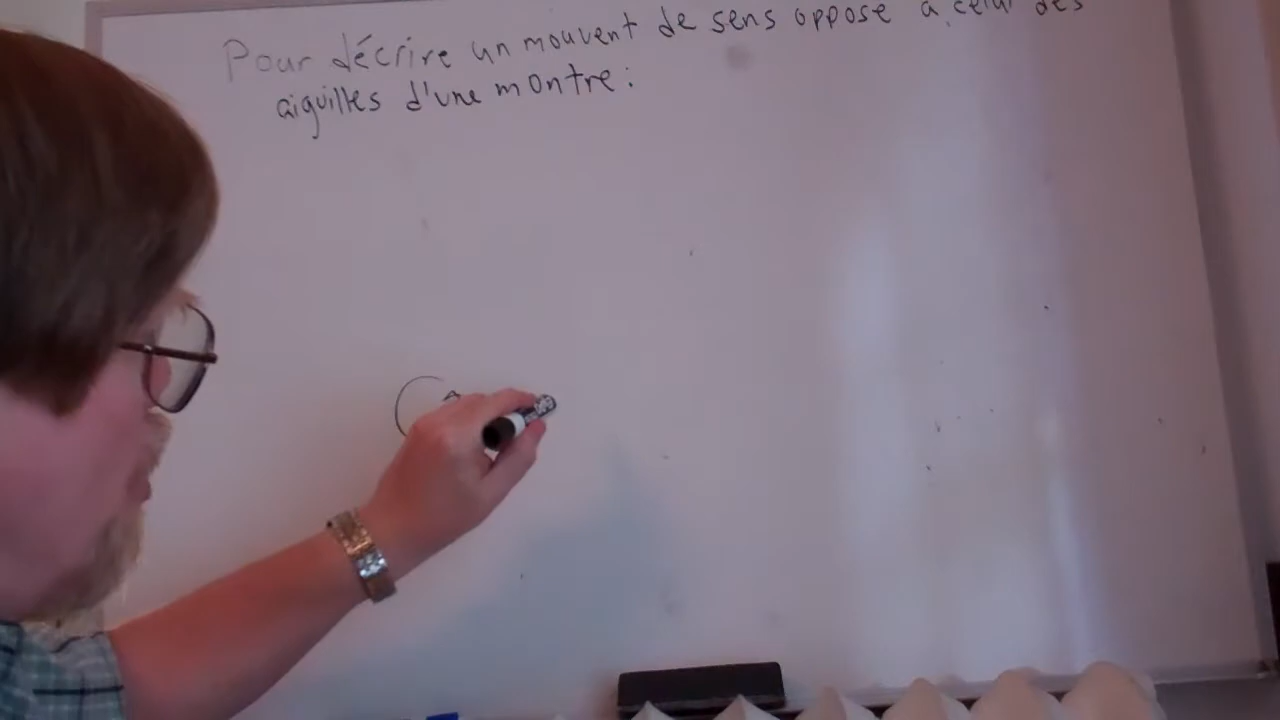 Pour décrire un mouvent de sens opposé à celui des
aiguilles d'une montre: